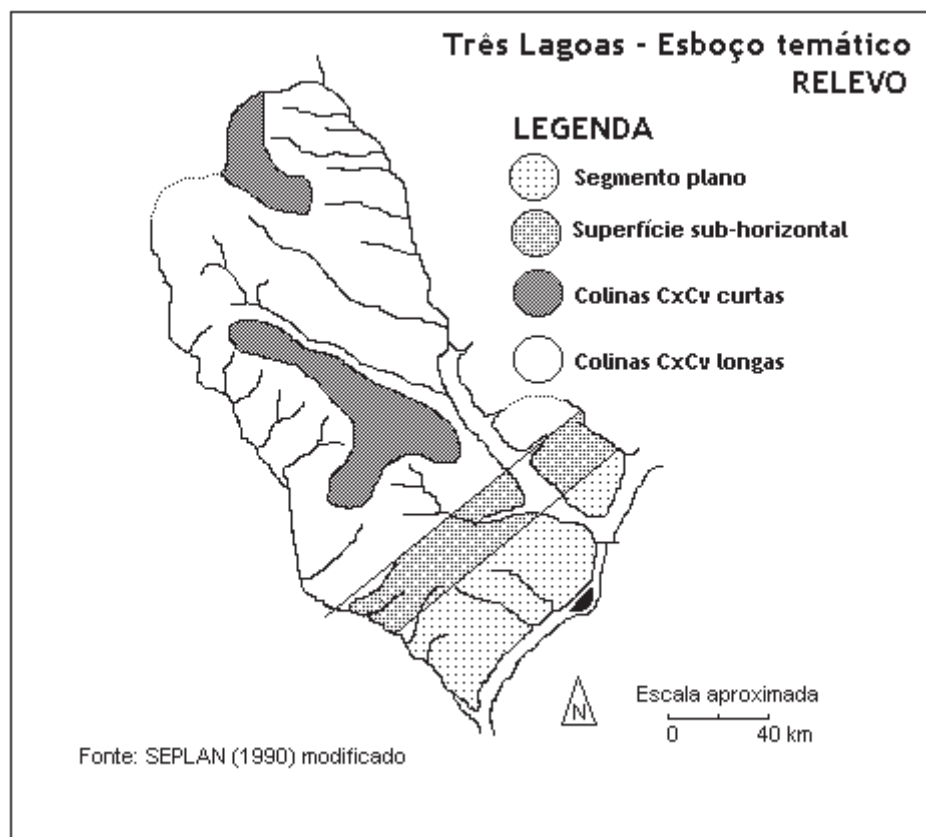 Três Lagoas - Esboço temático
RELEVO
LEGENDA
Segmento plano
Superfície sub-horizontal
Colinas CxCv curtas
Colinas CxCv longas
N
Escala aproximada
0 40 km
Fonte: SEPLAN (1990) modificado